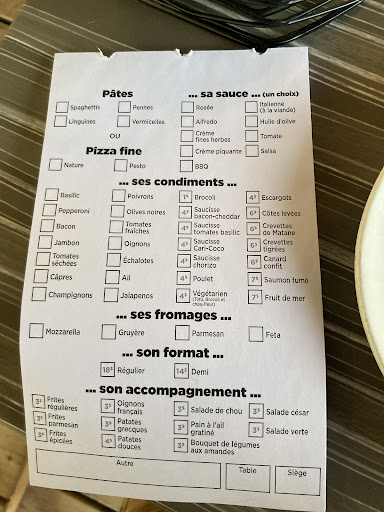 Pâtes
... sa sauce ... (un choix)
Spaghettis
Pennes
Rosée
Italienne
(à la viande)
Linguines
Vermicelles
Alfredo
Huile d'olive
OU
Crème
fines herbes
Tomate
Pizza fine
Crème piquante
Salsa
Nature
Pesto
BBQ
... ses condiments ...
Basilic
Poivrons
1$ Brocoli
4$ Escargots
Pepperoni
Olives noires
4$ Saucisse
bacon-cheddar
6$ Côtes levées
Bacon
Tomates
fraîches
4$ Saucisse
tomates basilic
6$ Crevettes
de Matane
Jambon
Oignons
4$ Saucisse
Cari-Coco
6$ Crevettes
tigrées
Tomates
séchées
Échalotes
4$ Saucisse
chorizo
6$ Canard
confit
Câpres
Ail
4$ Poulet
7$ Saumon fumé
Champignons
Jalapenos
4$ Végétarien
(Tofu, Brocoli et
chou-fleur)
7$ Fruit de mer
... ses fromages ...
Mozzarella
Gruyère
Parmesan
Feta
... son format ...
18$ Régulier
14$ Demi
... son accompagnement ...
3$ Frites
régulières
3$ Oignons
français
3$ Salade de chou
3$ Salade césar
3$ Frites
parmesan
3$ Patates
grecques
3$ Pain à l'ail
gratiné
3$ Salade verte
3$ Frites
épicées
4$ Patates
douces
3$ Bouquet de légumes
aux amandes
Autre
Table
Siège